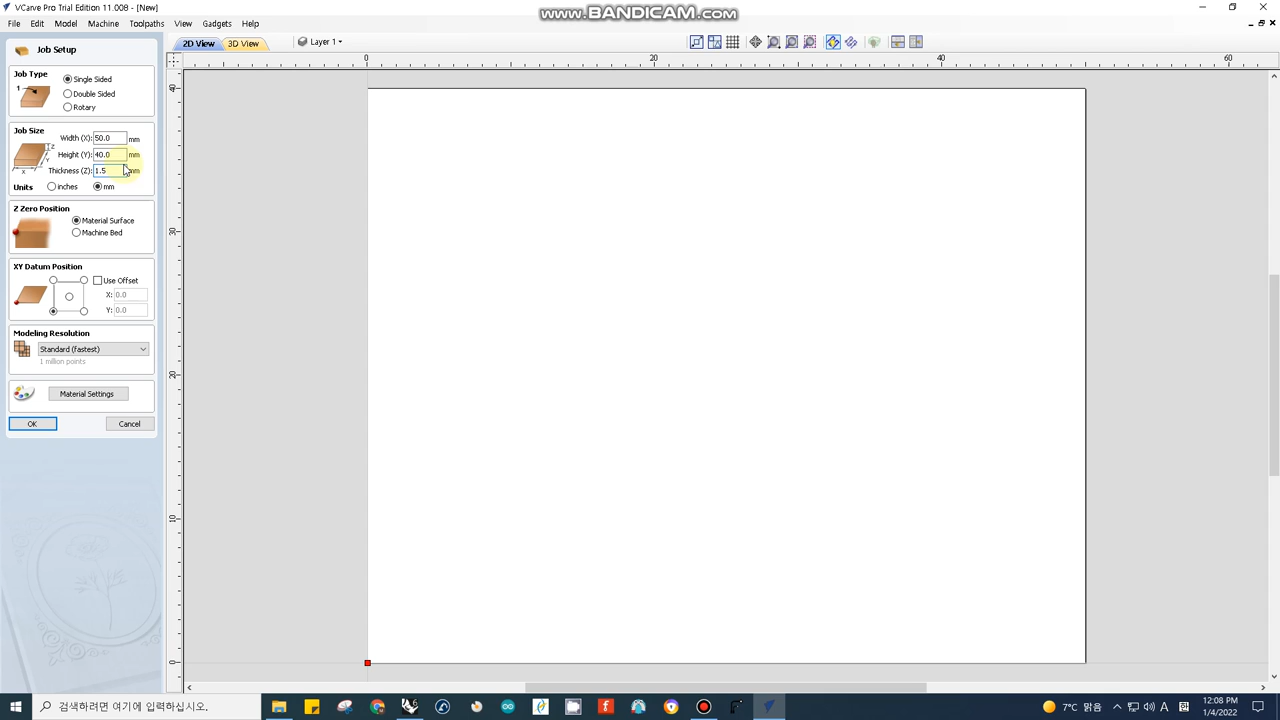 VCarve Pro Trial Edition 11.008 - [New]
www.BANDICAM.com
File Edit Model Machine Toolpaths View Gadgets Help
Job Setup
2D View 3D View Layer 1
0 20 40 60
Job Type
1
Single Sided
Double Sided
Rotary
Job Size
Width (X): 50.0 mm
Height (Y): 40.0 mm
Thickness (Z): 1.5 mm
Z
Y
X
Units inches mm
Z Zero Position
Material Surface
Machine Bed
XY Datum Position
Use Offset
X: 0.0
Y: 0.0
Modeling Resolution
Standard (fastest)
1 million points
Material Settings
OK Cancel
40
30
20
10
0
검색하려면 여기에 입력하십시오.
7°C 맑음
A
12:08 PM
1/4/2022